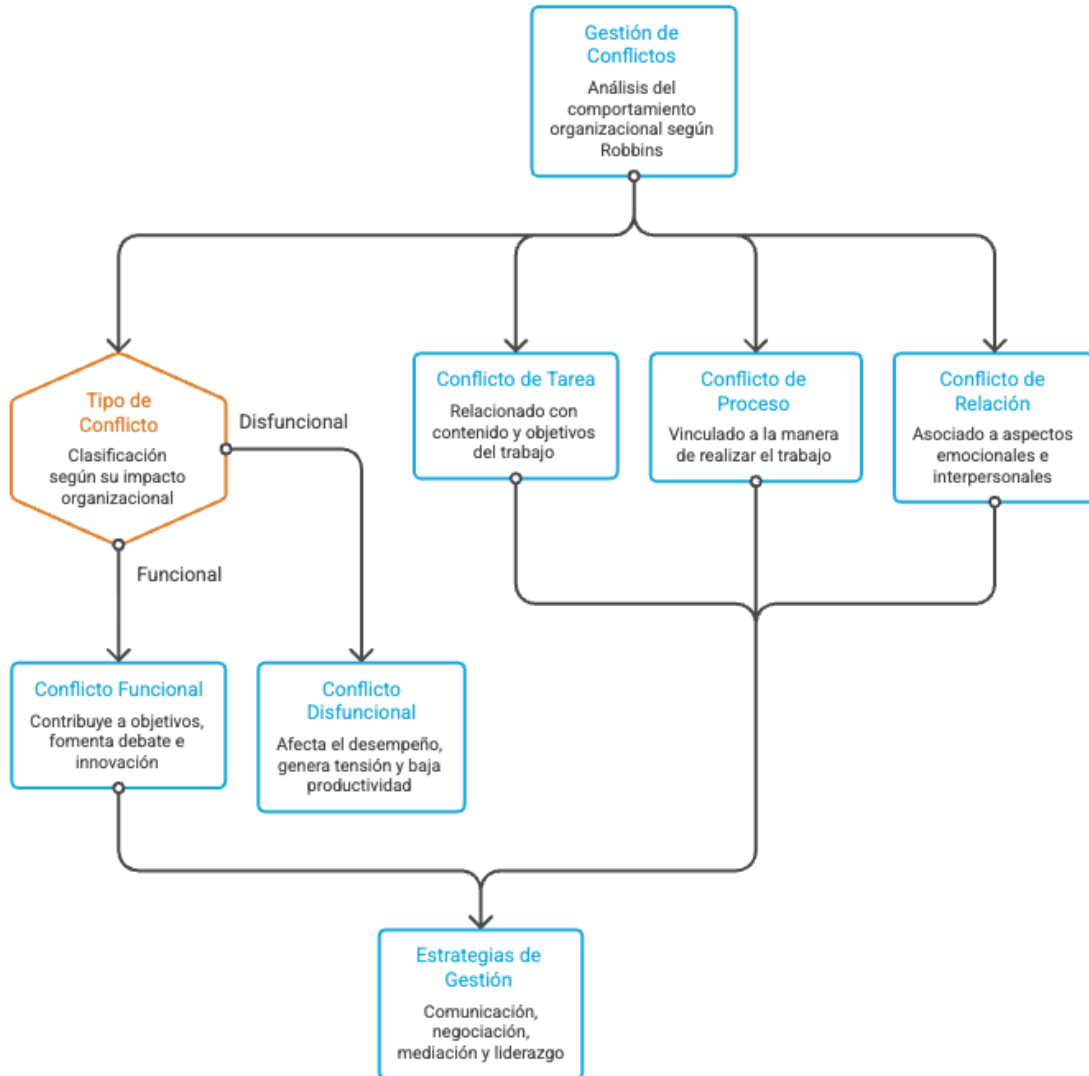 Gestión de
Conflictos
Análisis del
comportamiento
organizacional según
Robbins
Tipo de
Conflicto
Clasificación
según su impacto
organizacional
Disfuncional
Funcional
Conflicto de Tarea
Relacionado con
contenido y objetivos
del trabajo
Conflicto de
Proceso
Vinculado a la manera
de realizar el trabajo
Conflicto de
Relación
Asociado a aspectos
emocionales e
interpersonales
Conflicto Funcional
Contribuye a objetivos,
fomenta debate e
innovación
Conflicto
Disfuncional
Afecta el desempeño,
genera tensión y baja
productividad
Estrategias de
Gestión
Comunicación,
negociación,
mediación y liderazgo